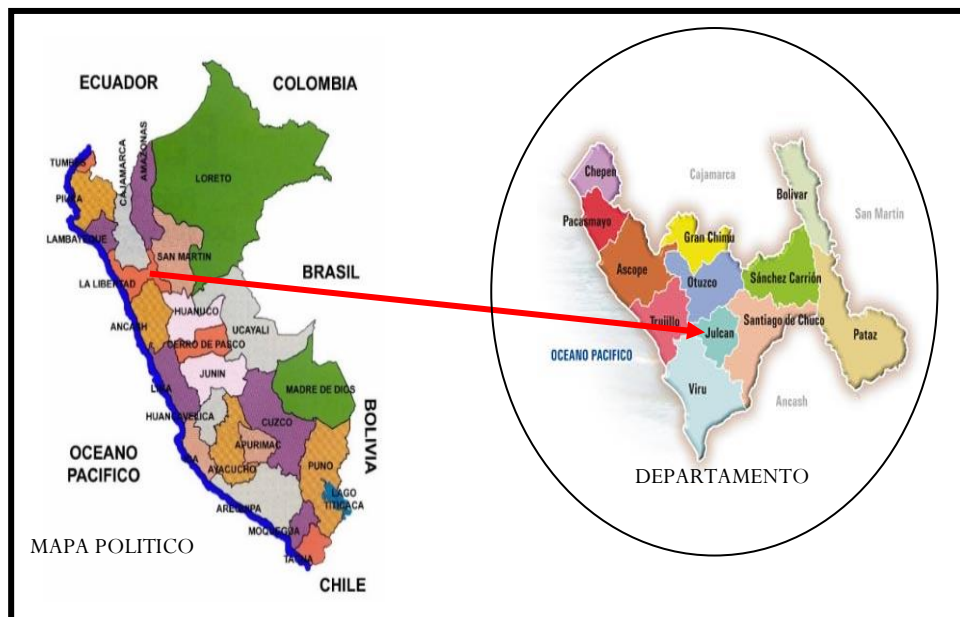 ECUADOR
COLOMBIA
CAJAMARCA
AMAZONAS
TUMBES
LORETO
PIURA
LAMBAYEQUE
SAN MARTIN
BRASIL
LA LIBERTAD
HUANUCO
ANCASH
UCAYALI
CERRO DE PASCO
JUNIN
LIMA
MADRE DE DIOS
HUANCAVELICA
CUZCO
BOLIVIA
OCEANO
PACIFICO
APURIMAC
ICA
AYACUCHO
PUNO
LAGO
TITICACA
AREQUIPA
MOQUEGUA
MAPA POLITICO
TACNA
CHILE
Chepen
Cajamarca
Bolivar
San Martin
Pacasmayo
Gran Chimu
Ascope
Otuzco
Sánchez Carrión
Trujillo
Julcan
Santiago de Chuco
Pataz
OCEANO PACIFICO
Viru
Ancash
DEPARTAMENTO